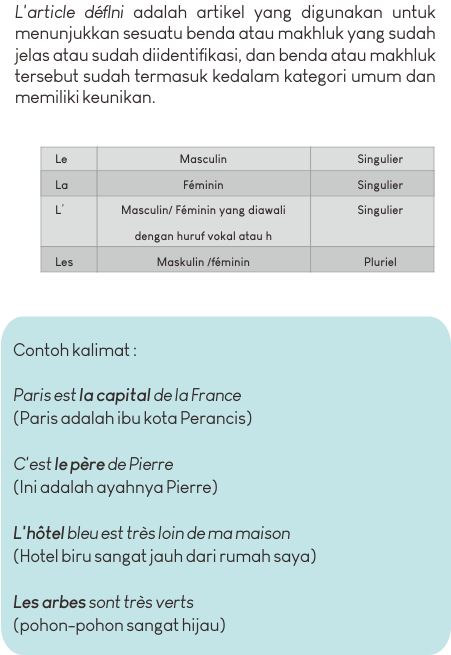 L'article défIni adalah artikel yang digunakan untuk
menunjukkan sesuatu benda atau makhluk yang sudah
jelas atau sudah diidentifikasi, dan benda atau makhluk
tersebut sudah termasuk kedalam kategori umum dan
memiliki keunikan.
Le Masculin Singulier
La Féminin Singulier
L' Masculin/ Féminin yang diawali Singulier
dengan huruf vokal atau h
Les Maskulin /féminin Pluriel
Contoh kalimat :
Paris est la capital de la France
(Paris adalah ibu kota Perancis)
C'est le père de Pierre
(Ini adalah ayahnya Pierre)
L'hôtel bleu est très loin de ma maison
(Hotel biru sangat jauh dari rumah saya)
Les arbes sont très verts
(pohon-pohon sangat hijau)